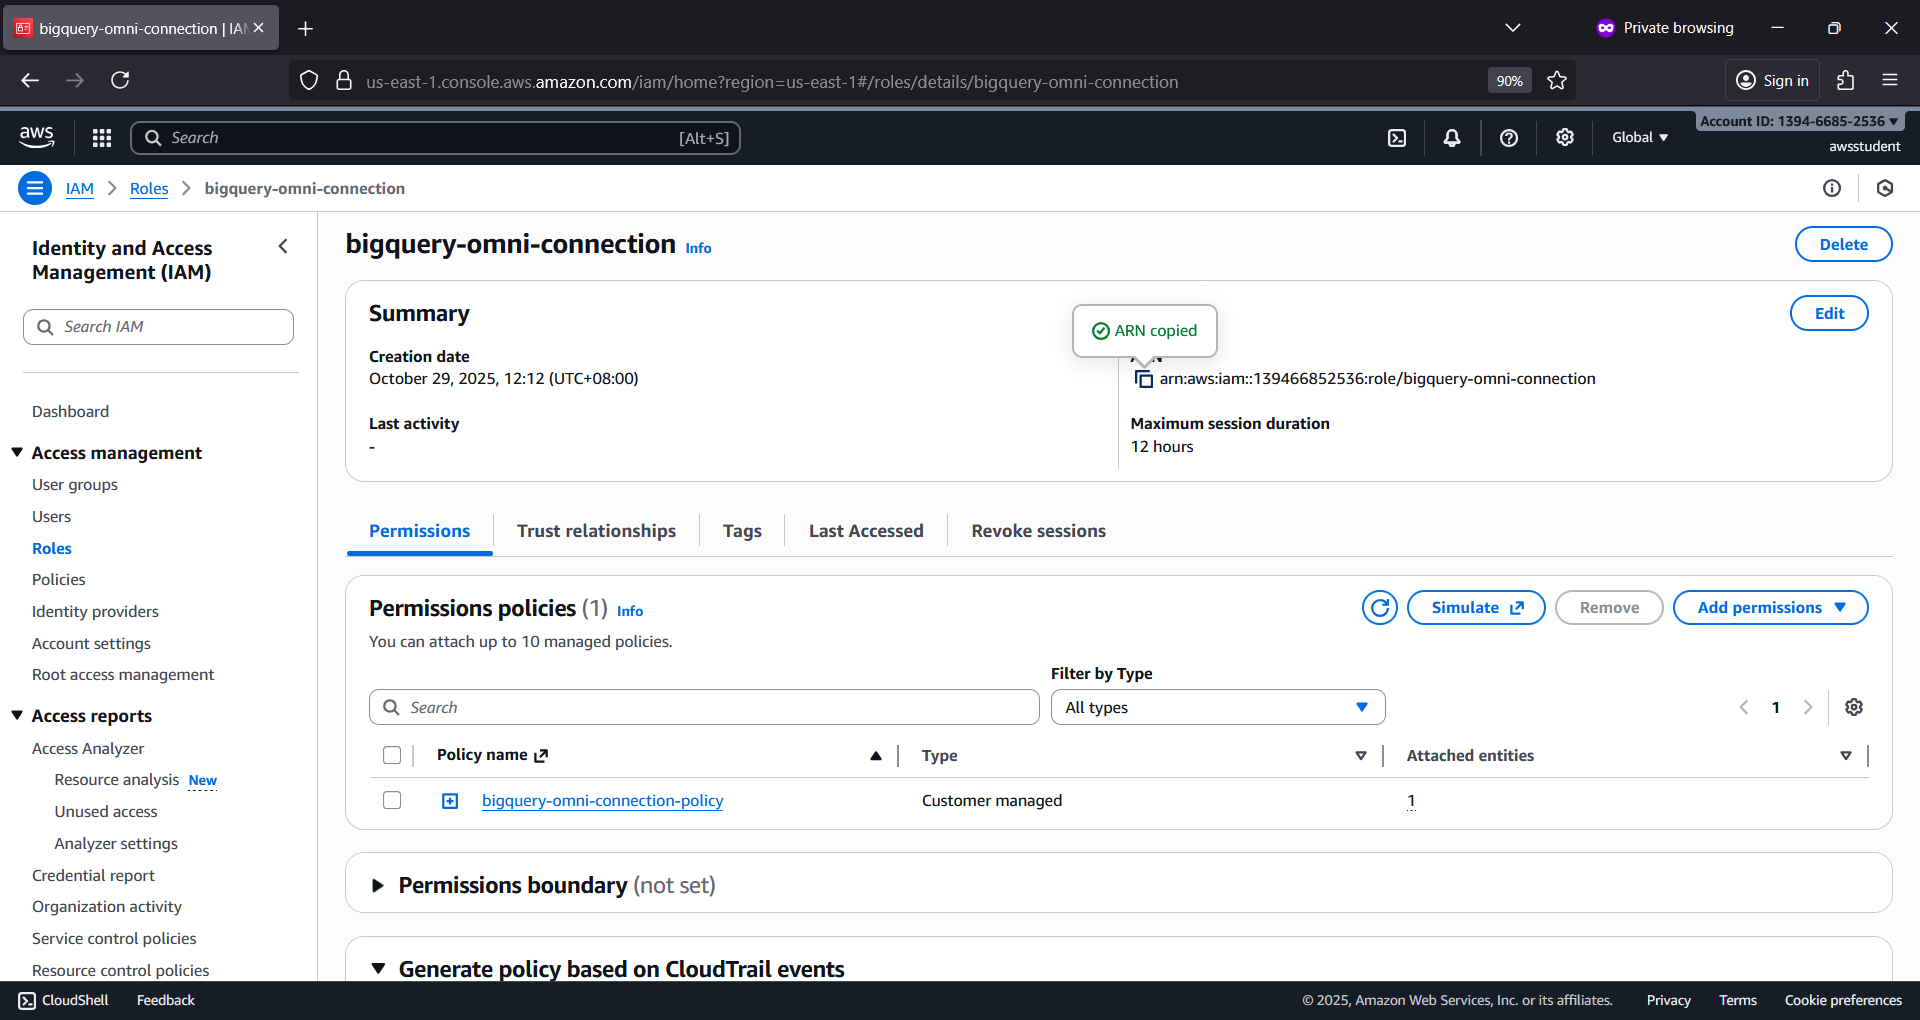 bigquery-omni-connection | IAM
Private browsing
us-east-1.console.aws.amazon.com/iam/home?region=us-east-1#/roles/details/bigquery-omni-connection
90%
Sign in
aws
Search
[Alt+S]
Global
Account ID: 1394-6685-2536
awsstudent
IAM
Roles
bigquery-omni-connection
Identity and Access
Management (IAM)
Search IAM
Dashboard
Access management
User groups
Users
Roles
Policies
Identity providers
Account settings
Root access management
Access reports
Access Analyzer
Resource analysis New
Unused access
Analyzer settings
Credential report
Organization activity
Service control policies
Resource control policies
bigquery-omni-connection Info
Delete
Summary
Edit
Creation date
October 29, 2025, 12:12 (UTC+08:00)
ARN copied
arn:aws:iam::139466852536:role/bigquery-omni-connection
Last activity
-
Maximum session duration
12 hours
Permissions
Trust relationships
Tags
Last Accessed
Revoke sessions
Permissions policies (1) Info
You can attach up to 10 managed policies.
Simulate
Remove
Add permissions
Filter by Type
Search
All types
1
Policy name
Type
Attached entities
bigquery-omni-connection-policy
Customer managed
1
Permissions boundary (not set)
Generate policy based on CloudTrail events
CloudShell
Feedback
© 2025, Amazon Web Services, Inc. or its affiliates.
Privacy
Terms
Cookie preferences